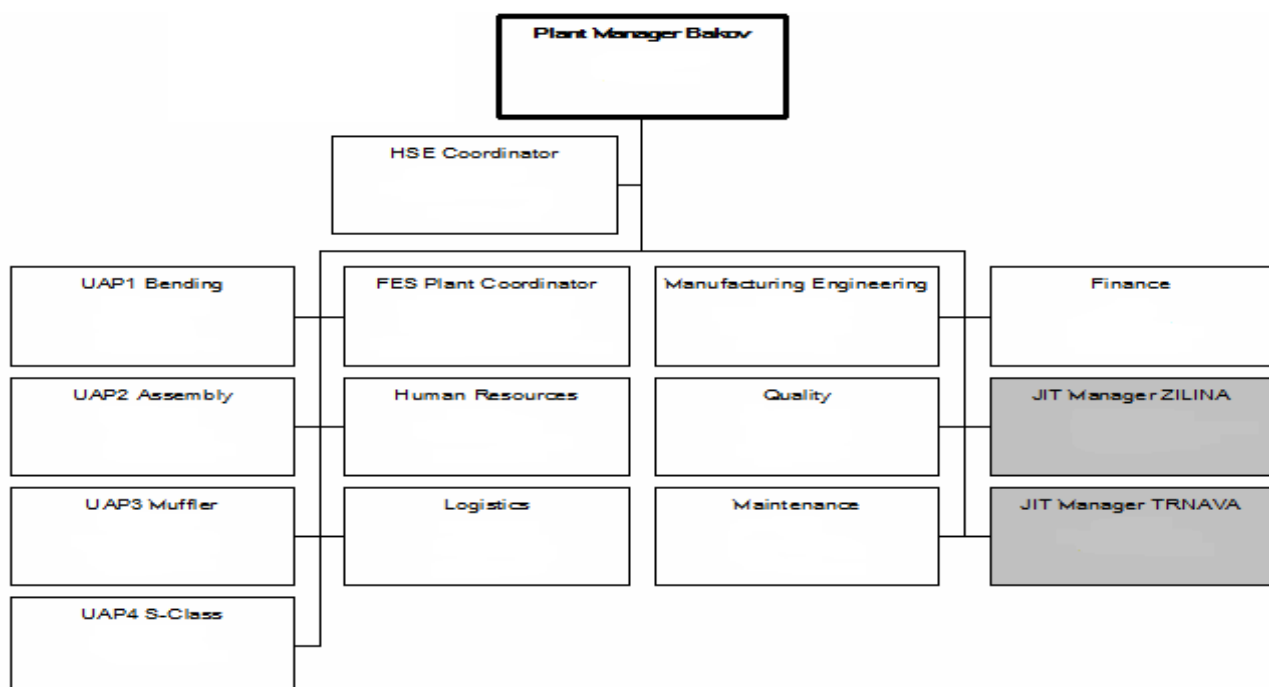 Plant Manager Bakov
HSE Coordinator
UAP1 Bending
FES Plant Coordinator
Manufacturing Engineering
Finance
UAP2 Assembly
Human Resources
Quality
JIT Manager ZILINA
UAP3 Muffler
Logistics
Maintenance
JIT Manager TRNAVA
UAP4 S-Class